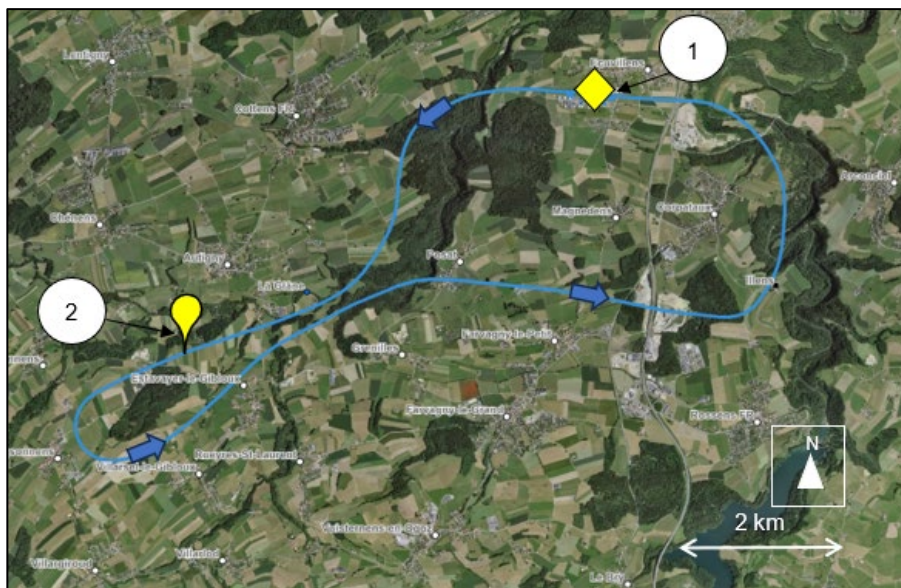 1
Ecuvillens
Lentigny
Cottens FR
Arconciel
Corpataux
Magnedens
Chénens
Autigny
Posat
La Glâne
Illens
2
Farvagny-le-Petit
Grenilles
Estavayer-le-Gibloux
Farvagny-le-Grand
Rossens FR
N
Rueyres-St-Laurent
Villarsel-le-Gibloux
2 km
Vuisternens-en-Ogoz
Villarlod
Villariroud
Le Bry